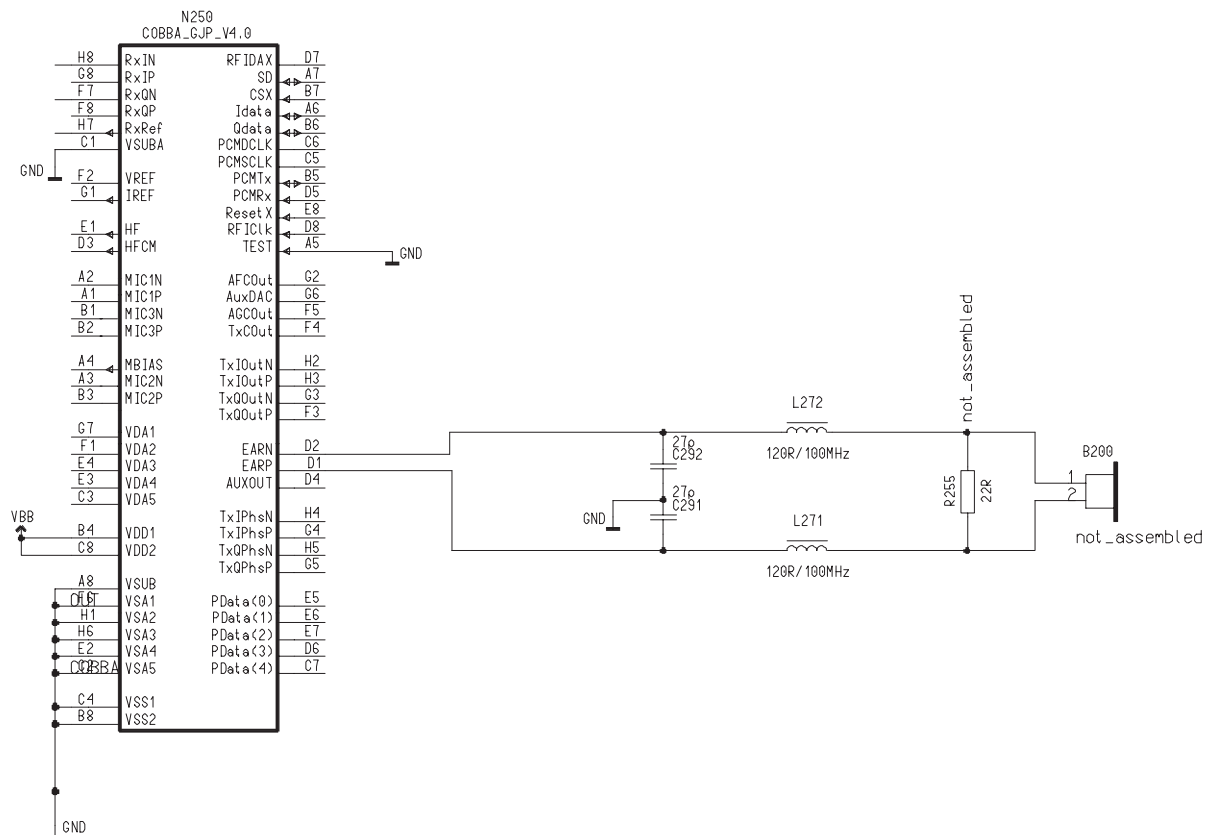 N250
COBBA_GJP_V4.0
H8 RxIN RFIDAX D7
G8 RxIP SD A7
F7 RxQN CSX B7
F8 RxQP Idata A6
H7 RxRef Qdata B6
C1 VSUBA PCMDCLK C6
PCMSCLK C5
GND
F2 VREF PCMTx B5
G1 IREF PCMRx D5
ResetX E8
E1 HF RFIClk D8
D3 HFCM TEST A5
GND
A2 MIC1N AFCOut G2
A1 MIC1P AuxDAC G6
B1 MIC3N AGCOut F5
B2 MIC3P TxCOut F4
A4 MBIAS TxIOutN H2
A3 MIC2N TxIOutP H3
B3 MIC2P TxQOutN G3
TxQOutP F3
G7 VDA1
F1 VDA2 EARN D2
E4 VDA3 EARP D1
E3 VDA4 AUXOUT D4
C3 VDA5
VBB
TxIPhsN H4
B4 VDD1 TxIPhsP G4
C8 VDD2 TxQPhsN H5
TxQPhsP G5
A8 VSUB
OUT VSA1 PData(0) E5
H1 VSA2 PData(1) E6
H6 VSA3 PData(2) E7
E2 VSA4 PData(3) D6
COBBA VSA5 PData(4) C7
C4 VSS1
B8 VSS2
GND
not_assembled
L272
120R/100MHz
27p
C292
27p
C291
GND
L271
120R/100MHz
R255
22R
B200
1
2
not_assembled